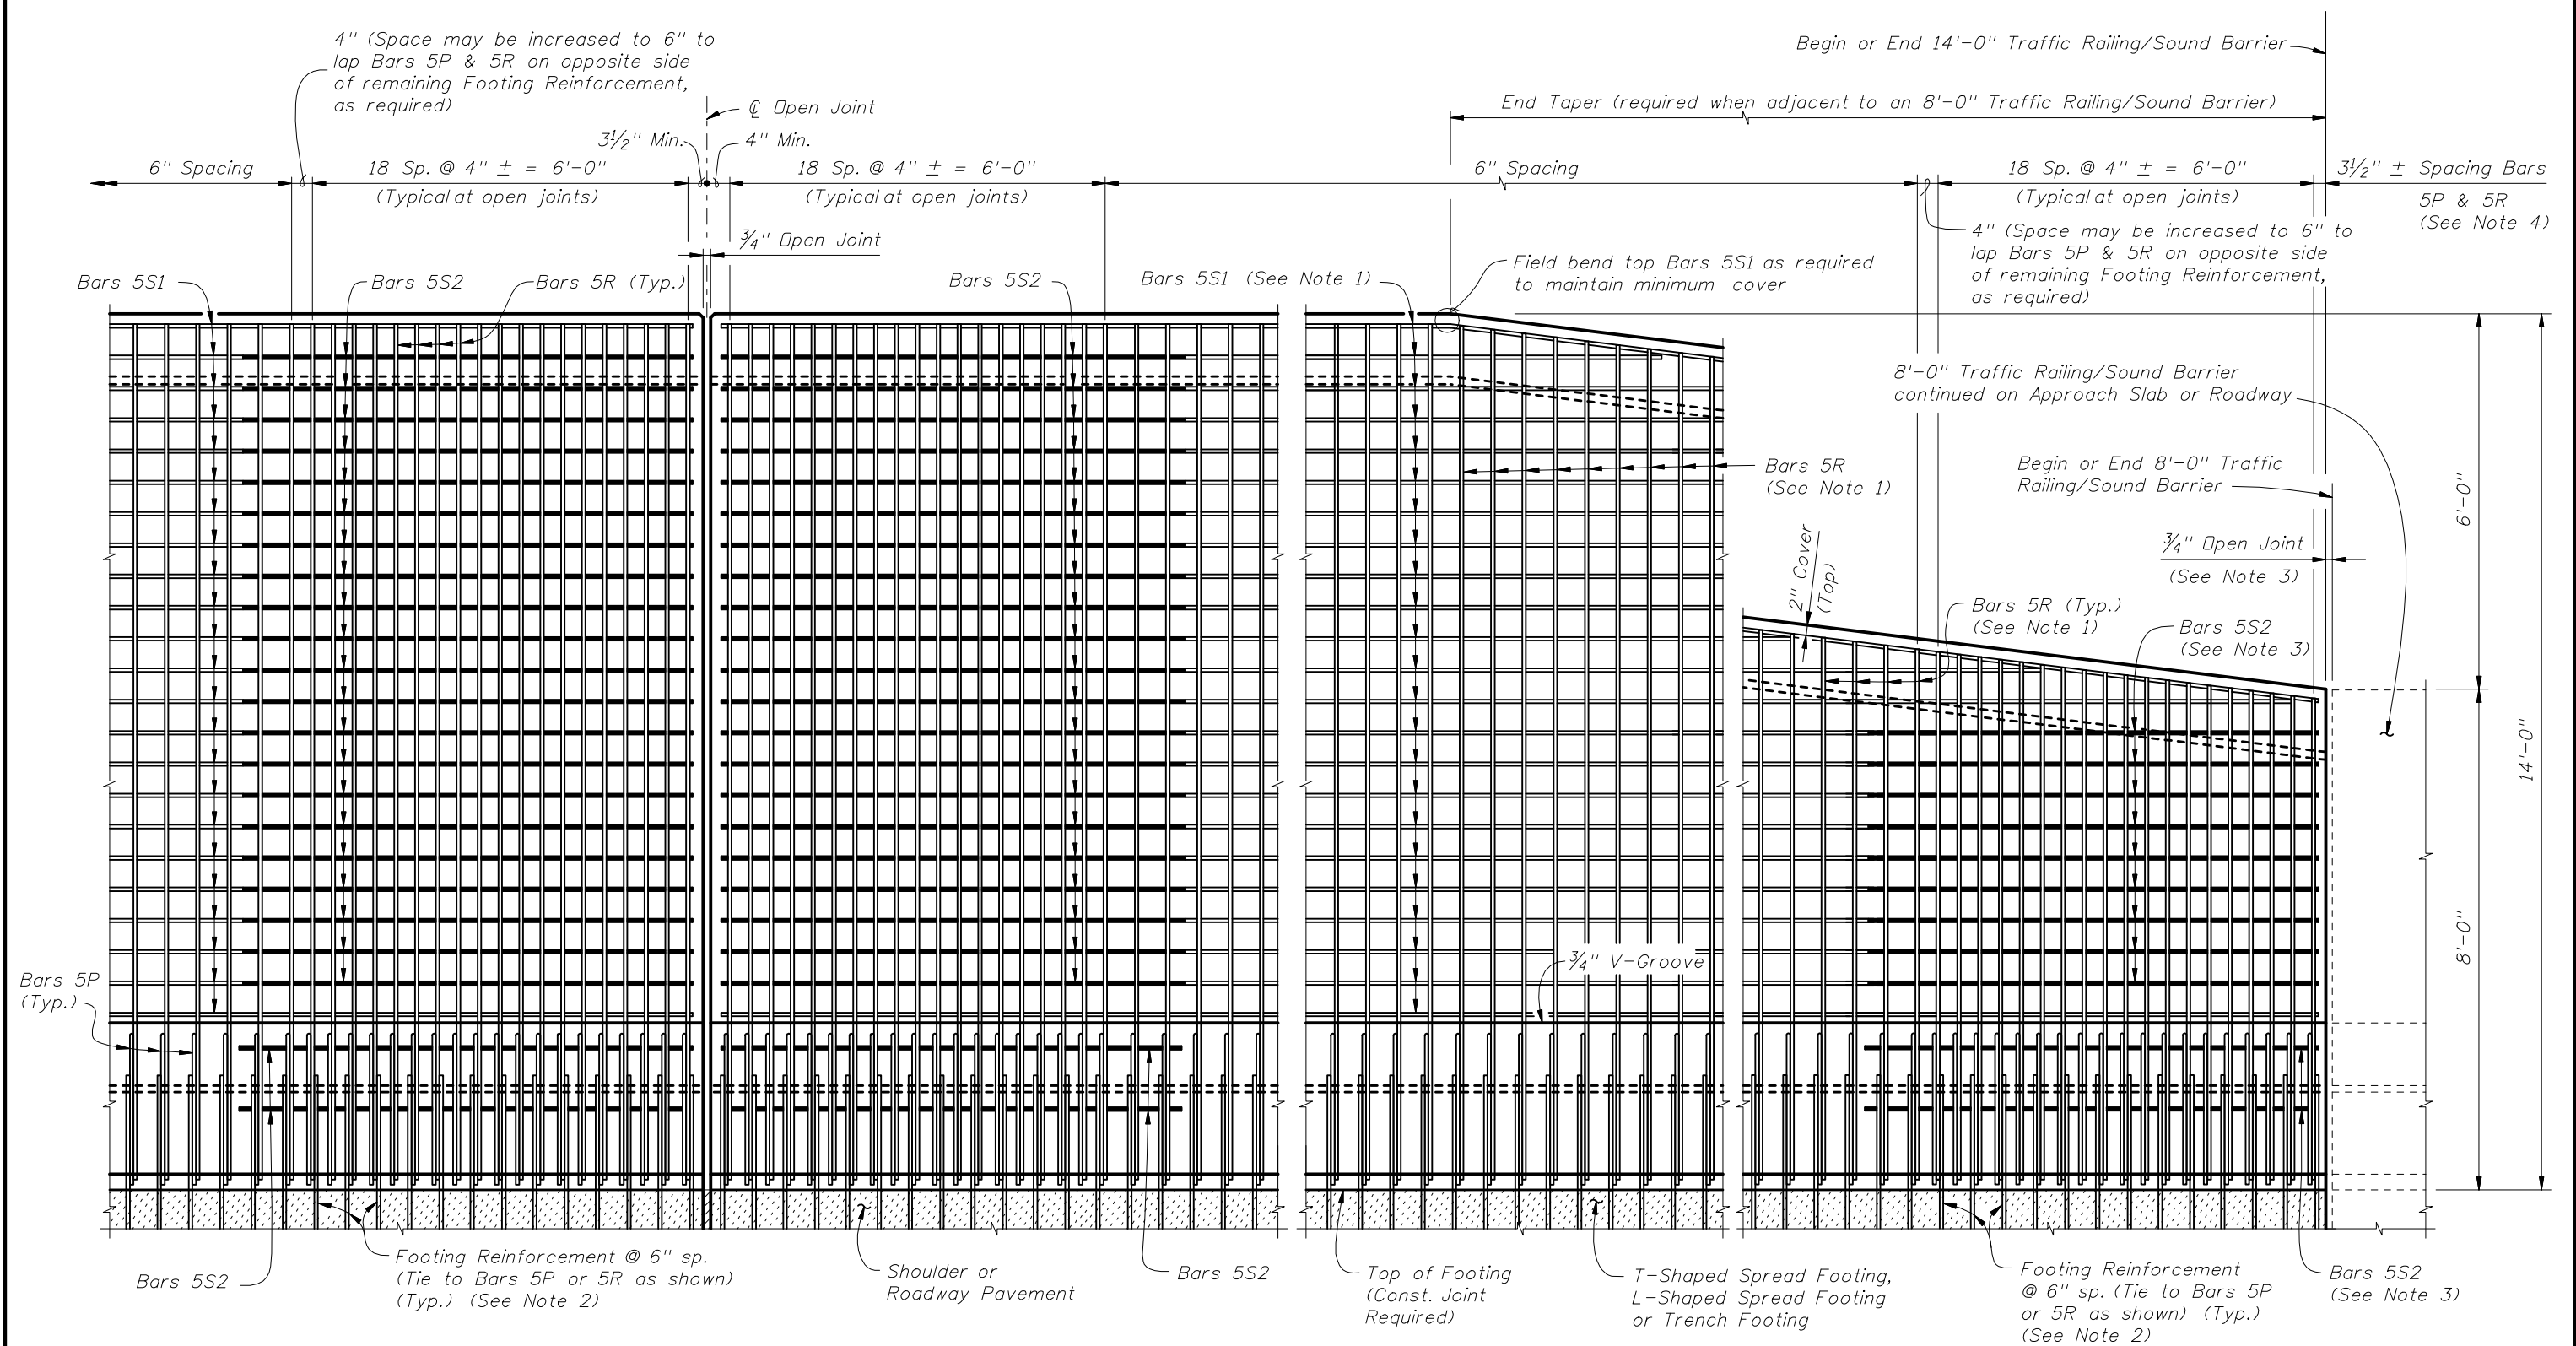 4" (Space may be increased to 6" to
lap Bars 5P & 5R on opposite side
of remaining Footing Reinforcement,
as required)
℄ Open Joint
3½" Min.
4" Min.
6" Spacing
18 Sp. @ 4" ± = 6'-0"
(Typical at open joints)
18 Sp. @ 4" ± = 6'-0"
(Typical at open joints)
¾" Open Joint
Begin or End 14'-0" Traffic Railing/Sound Barrier
End Taper (required when adjacent to an 8'-0" Traffic Railing/Sound Barrier)
6" Spacing
18 Sp. @ 4" ± = 6'-0"
(Typical at open joints)
3½" ± Spacing Bars
5P & 5R
(See Note 4)
4" (Space may be increased to 6" to
lap Bars 5P & 5R on opposite side
of remaining Footing Reinforcement,
as required)
Bars 5S1
Bars 5S2
Bars 5R (Typ.)
Bars 5S2
Bars 5S1 (See Note 1)
Field bend top Bars 5S1 as required
to maintain minimum cover
8'-0" Traffic Railing/Sound Barrier
continued on Approach Slab or Roadway
Bars 5R
(See Note 1)
Begin or End 8'-0" Traffic
Railing/Sound Barrier
6'-0"
¾" Open Joint
(See Note 3)
2" Cover
(Top)
Bars 5R (Typ.)
(See Note 1)
Bars 5S2
(See Note 3)
14'-0"
8'-0"
Bars 5P
(Typ.)
¾" V-Groove
Bars 5S2
Footing Reinforcement @ 6" sp.
(Tie to Bars 5P or 5R as shown)
(Typ.) (See Note 2)
Shoulder or
Roadway Pavement
Bars 5S2
Top of Footing
(Const. Joint
Required)
T-Shaped Spread Footing,
L-Shaped Spread Footing
or Trench Footing
Footing Reinforcement
@ 6" sp. (Tie to Bars 5P
or 5R as shown) (Typ.)
(See Note 2)
Bars 5S2
(See Note 3)